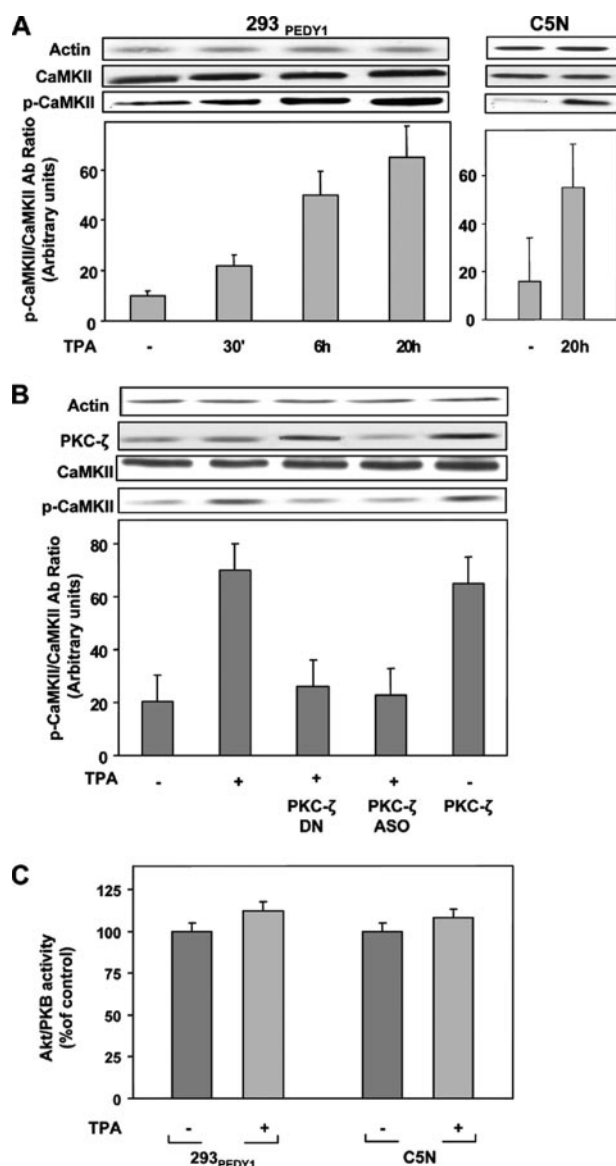 A
293 PEDY1
C5N
Actin
CaMKII
p-CaMKII
p-CaMKII/CaMKII Ab Ratio
(Arbitrary units)
60
40
20
0
60
40
20
0
TPA - 30' 6h 20h - 20h
B
Actin
PKC-ζ
CaMKII
p-CaMKII
p-CaMKII/CaMKII Ab Ratio
(Arbitrary units)
80
60
40
20
0
TPA - + + + -
PKC-ζ DN
PKC-ζ ASO
PKC-ζ
C
Akt/PKB activity
(%of control)
125
100
75
50
25
0
TPA - + - +
293PEDY1 C5N